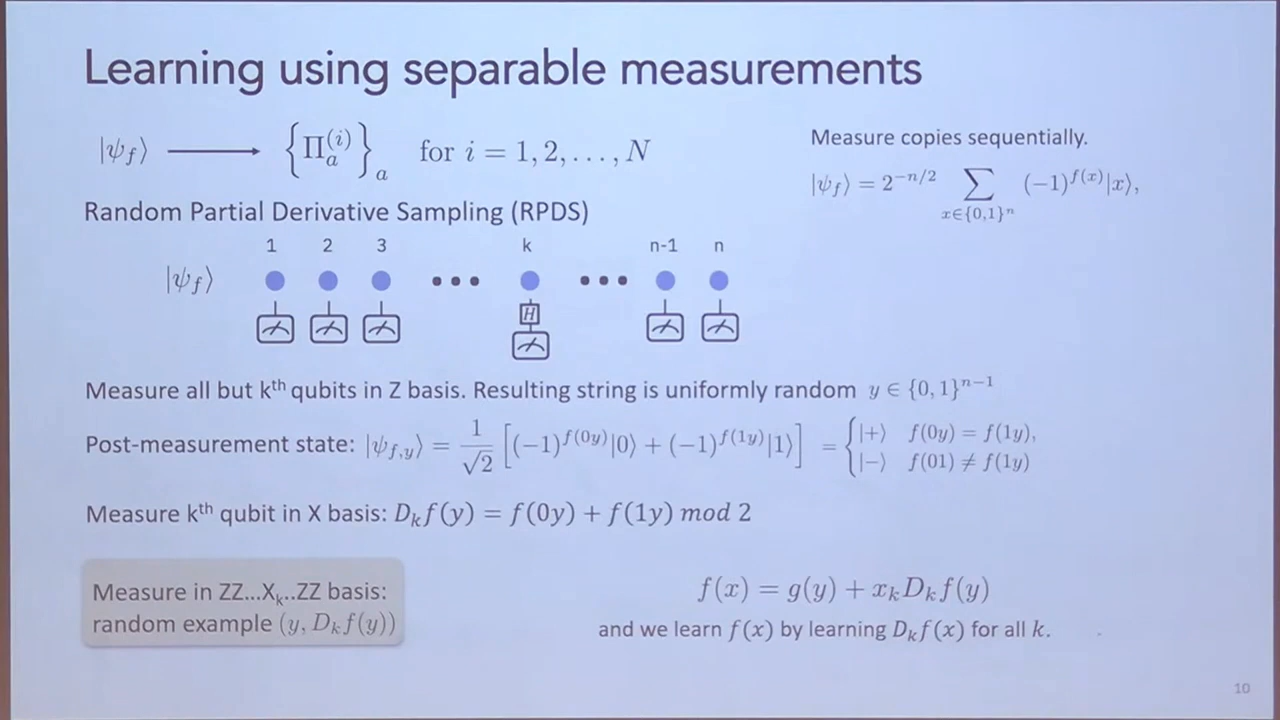 Learning using separable measurements
|ψ_f⟩ ⟶ {Π_a^(i)}_a for i = 1, 2, . . . , N
Measure copies sequentially.
|ψ_f⟩ = 2^{-n/2} ∑_{x∈{0,1}^n} (-1)^{f(x)}|x⟩,
Random Partial Derivative Sampling (RPDS)
1 2 3 k n-1 n
|ψ_f⟩ ••• •••
H
Measure all but k^th qubits in Z basis. Resulting string is uniformly random y ∈ {0, 1}^{n-1}
Post-measurement state: |ψ_{f,y}⟩ = 1/√2 [(-1)^{f(0y)}|0⟩ + (-1)^{f(1y)}|1⟩] = { |+⟩ f(0y) = f(1y),
|-⟩ f(01) ≠ f(1y)
Measure k^th qubit in X basis: D_k f(y) = f(0y) + f(1y) mod 2
Measure in ZZ...X_k..ZZ basis:
random example (y, D_k f(y))
f(x) = g(y) + x_k D_k f(y)
and we learn f(x) by learning D_k f(x) for all k.
10